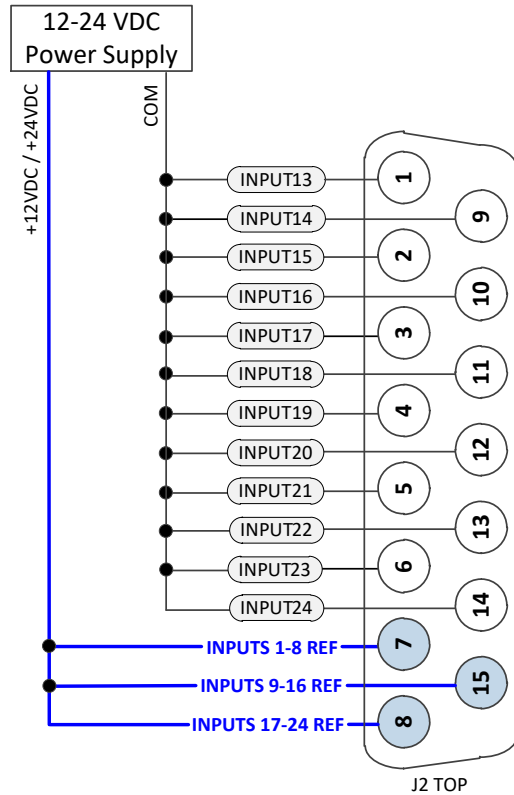 12-24 VDC
Power Supply
+12VDC / +24VDC
COM
INPUT13
1
INPUT14
9
INPUT15
2
INPUT16
10
INPUT17
3
INPUT18
11
INPUT19
4
INPUT20
12
INPUT21
5
INPUT22
13
INPUT23
6
INPUT24
14
INPUTS 1-8 REF
7
INPUTS 9-16 REF
15
INPUTS 17-24 REF
8
J2 TOP